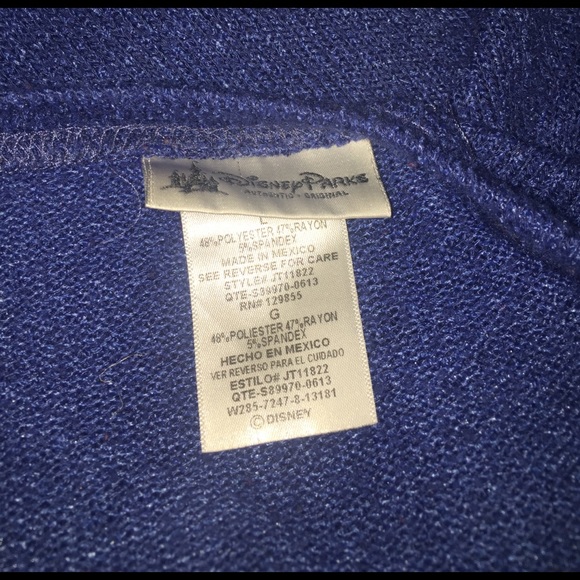 Disney Parks
AUTHENTIC · ORIGINAL
L
48%POLYESTER 47%RAYON
5%SPANDEX
MADE IN MEXICO
SEE REVERSE FOR CARE
STYLE# JT11822
QTE-S89970-0613
RN# 129855
G
48%POLIESTER 47%RAYON
5%SPANDEX
HECHO EN MEXICO
VER REVERSO PARA EL CUIDADO
ESTILO# JT11822
QTE-S89970-0613
W285-7247-8-13181
© DISNEY